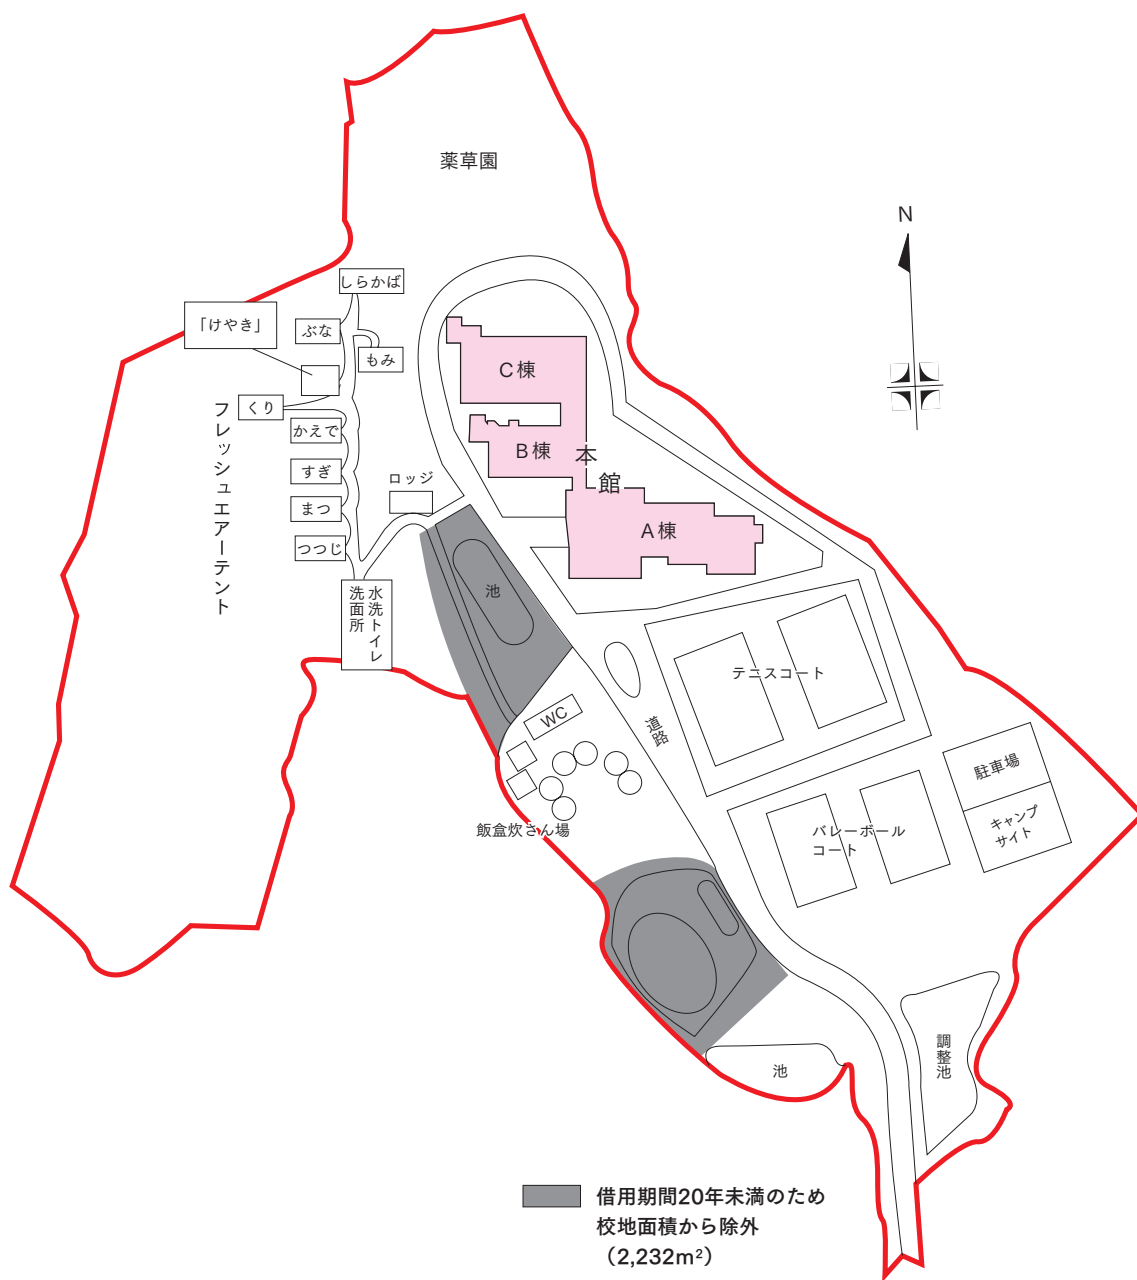 薬草園
N
しらかば
「けやき」
ぶな
もみ
C棟
くり
かえで
B棟
本館
すぎ
ロッジ
まつ
A棟
つつじ
フレッシュエアーテント
池
水洗トイレ
洗面所
テニスコート
WC
道路
駐車場
キャンプ
サイト
飯盒炊さん場
バレーボール
コート
調整池
池
借用期間20年未満のため
校地面積から除外
（2,232m²）